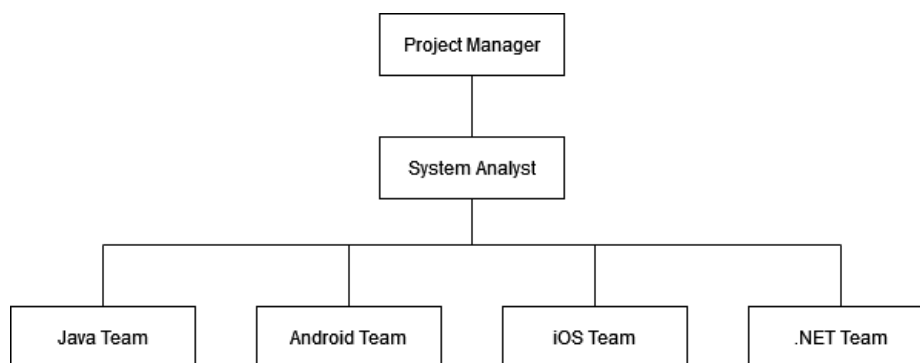 Project Manager
System Analyst
Java Team
Android Team
iOS Team
.NET Team